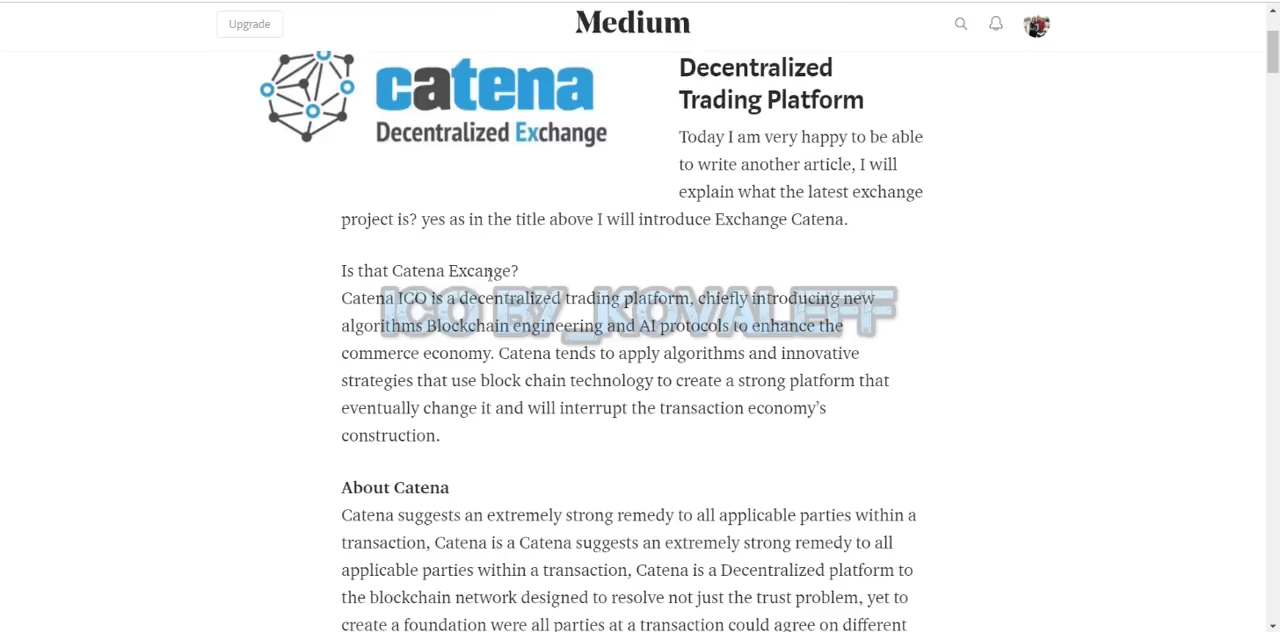 Upgrade
Medium
catena
Decentralized Exchange
Decentralized
Trading Platform
Today I am very happy to be able
to write another article, I will
explain what the latest exchange
project is? yes as in the title above I will introduce Exchange Catena.
Is that Catena Excange?
Catena ICO is a decentralized trading platform, chiefly introducing new
algorithms Blockchain engineering and AI protocols to enhance the
ICO BY_KOVALEFF
commerce economy. Catena tends to apply algorithms and innovative
strategies that use block chain technology to create a strong platform that
eventually change it and will interrupt the transaction economy’s
construction.
About Catena
Catena suggests an extremely strong remedy to all applicable parties within a
transaction, Catena is a Catena suggests an extremely strong remedy to all
applicable parties within a transaction, Catena is a Decentralized platform to
the blockchain network designed to resolve not just the trust problem, yet to
create a foundation were all parties at a transaction could agree on different